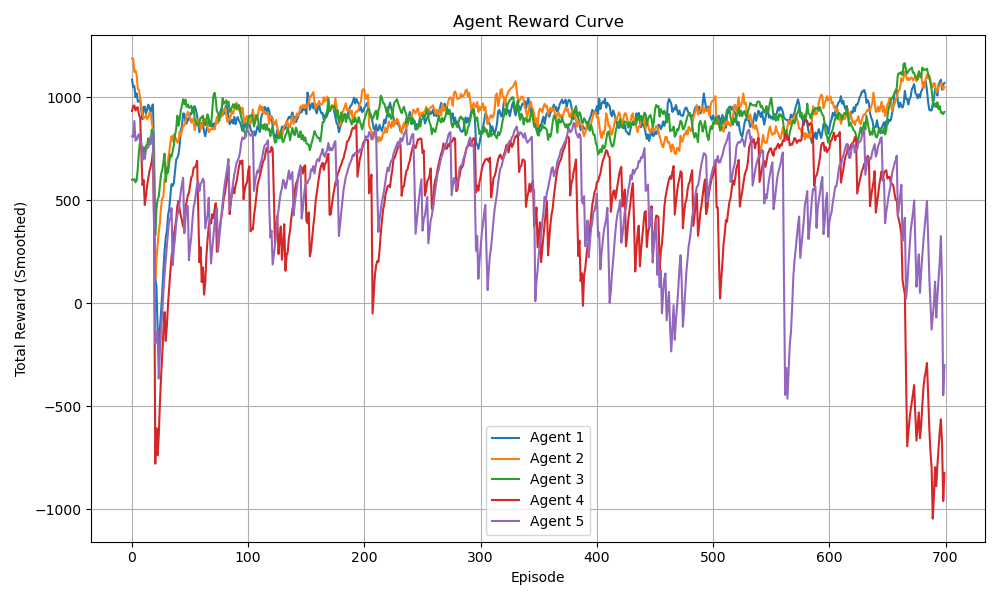 Agent Reward Curve
Total Reward (Smoothed)
1000
500
0
−500
−1000
Agent 1
Agent 2
Agent 3
Agent 4
Agent 5
0 100 200 300 400 500 600 700
Episode